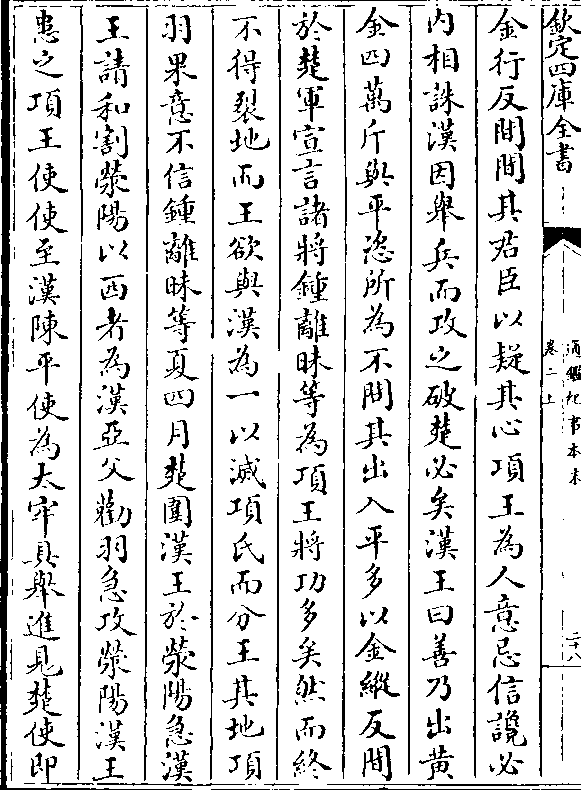 欽定四庫全書
通鑑紀事本末
卷二上
二十八
金行反間間其君臣以疑其心項王為人意忌信讒必
内相誅漢因舉兵而攻之破楚必矣漢王曰善乃出黄
金四萬斤與平恣所為不問其出入平多以金縱反間
於楚軍宣言諸將鍾離昧等為項王將功多矣然而終
不得裂地而王欲與漢為一以滅項氏而分王其地項
羽果意不信鍾離昧等夏四月楚圍漢王於滎陽急漢
王請和割滎陽以西者為漢亞父勸羽急攻滎陽漢王
患之項王使使至漢陳平使為太牢具舉進見楚使即